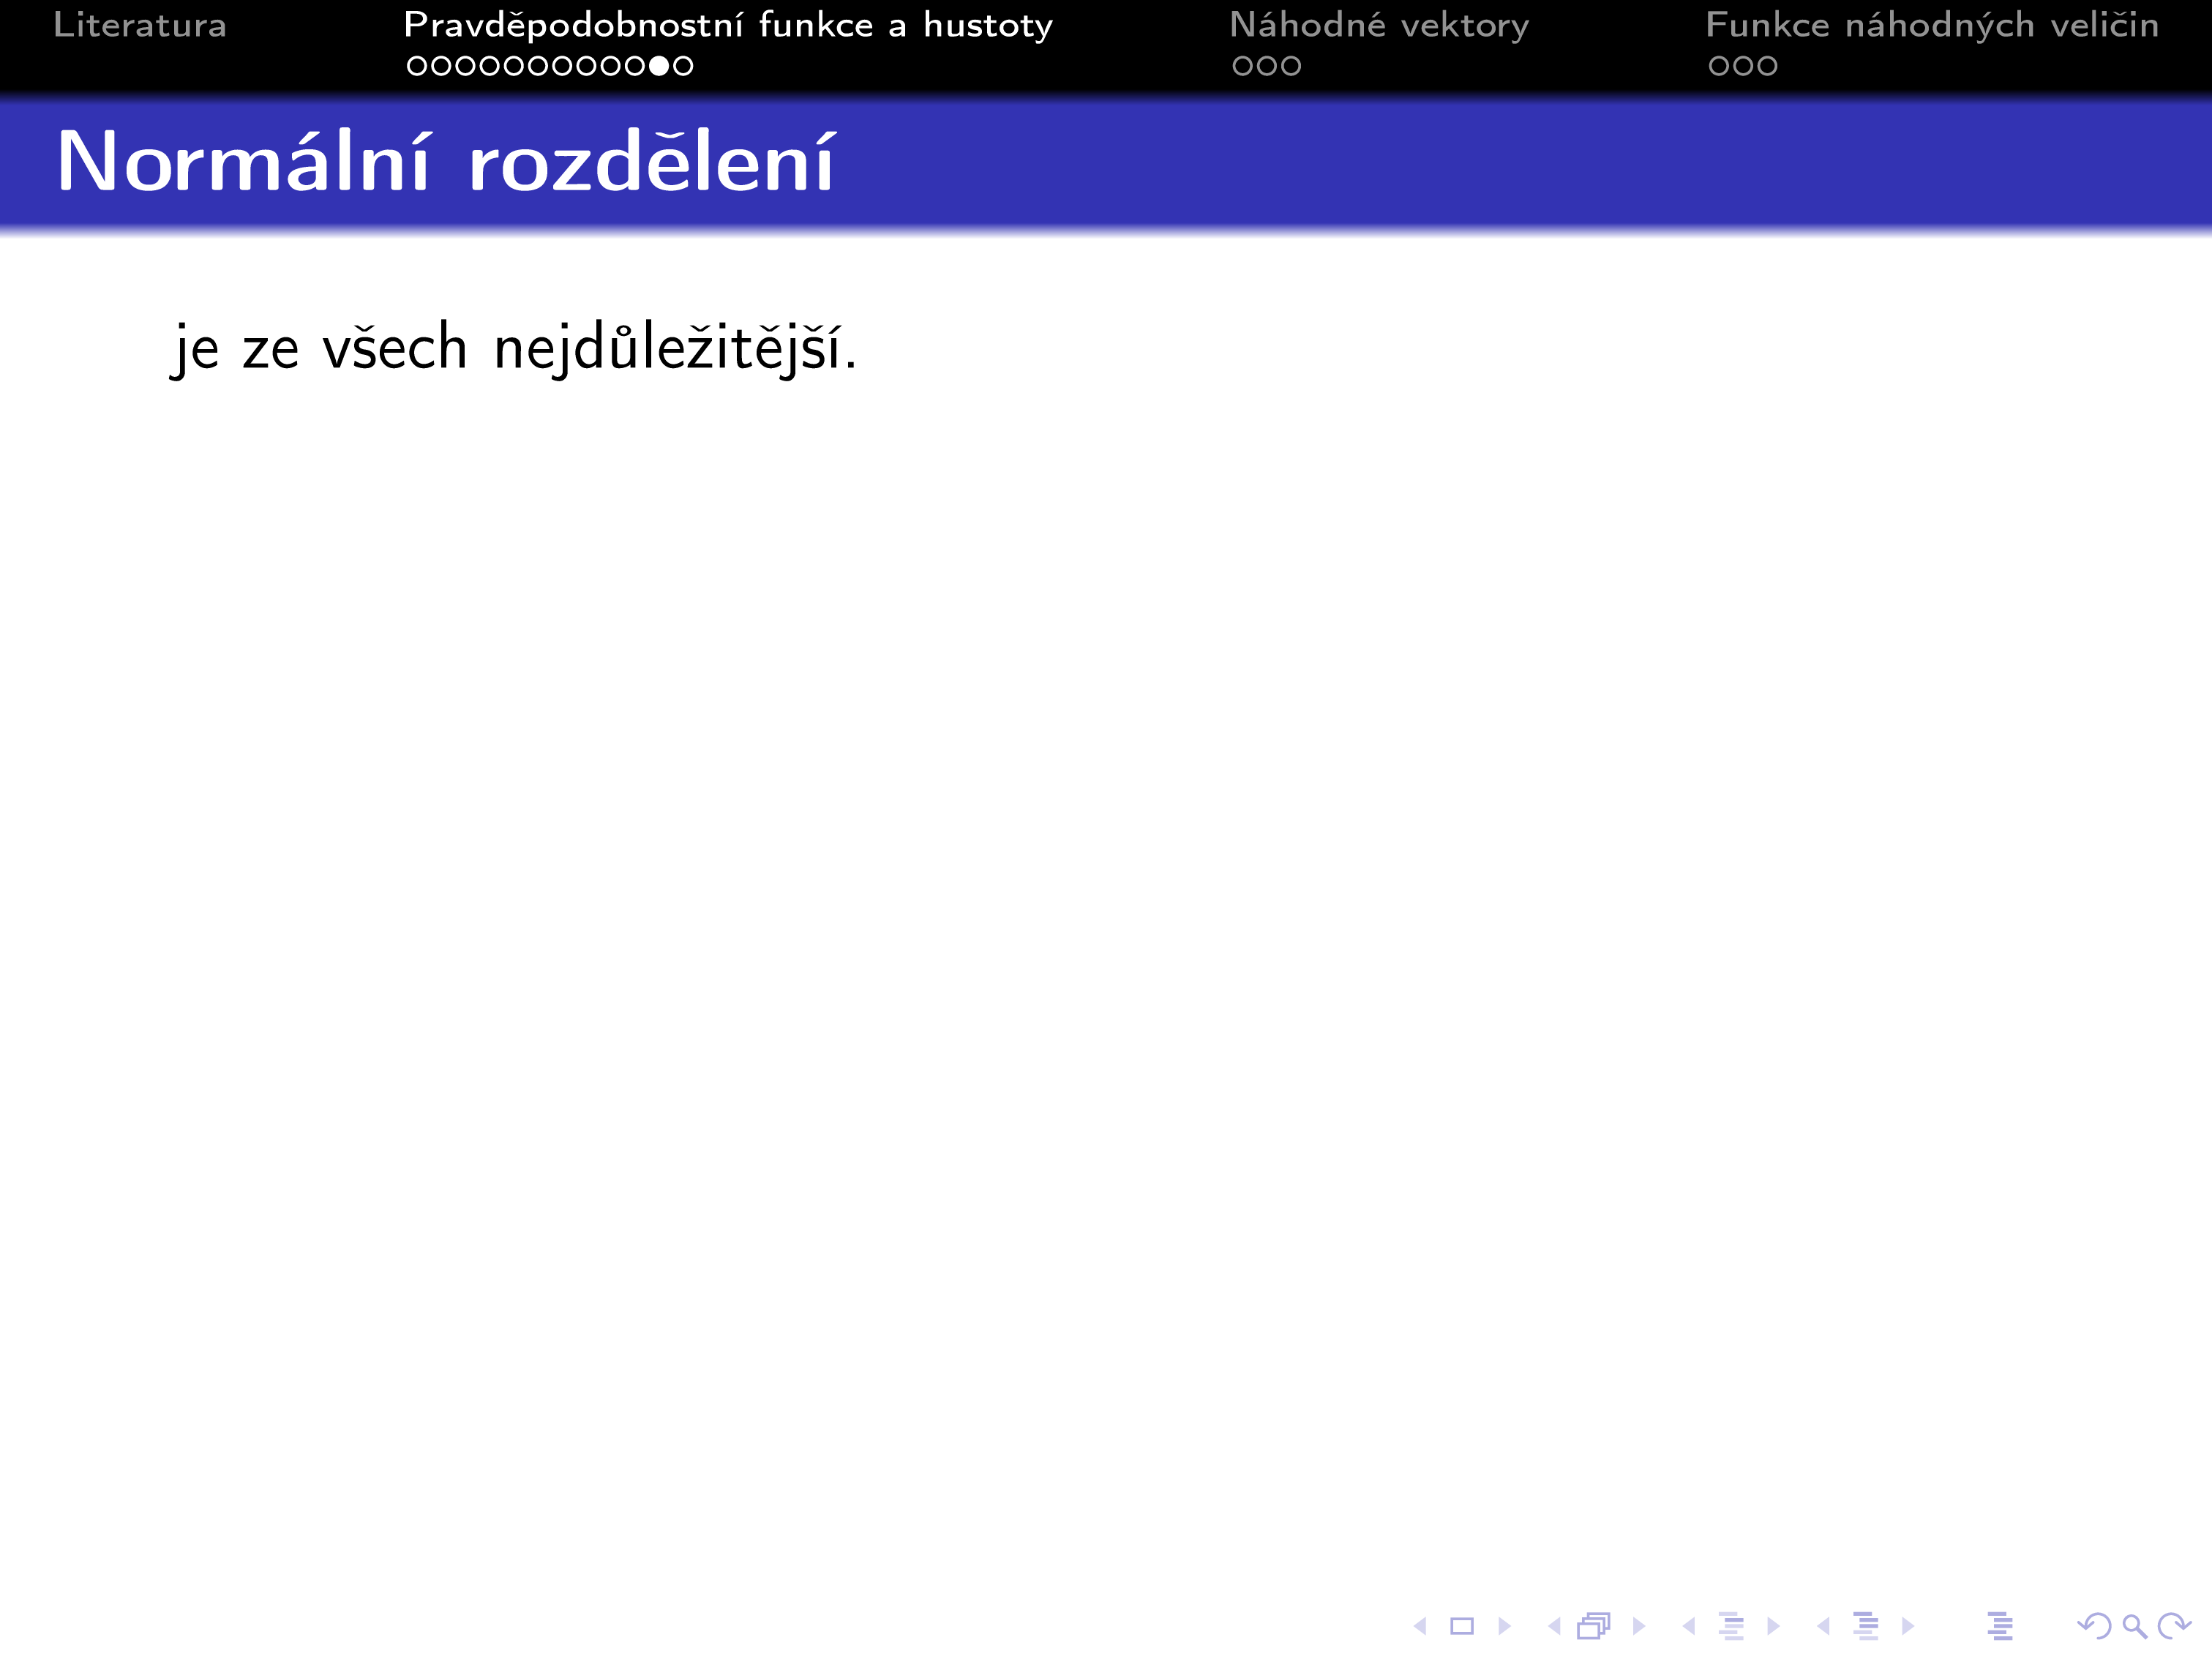 Literatura
Pravděpodobnostní funkce a hustoty
Náhodné vektory
Funkce náhodných veličin
Normální rozdělení
je ze všech nejdůležitější.